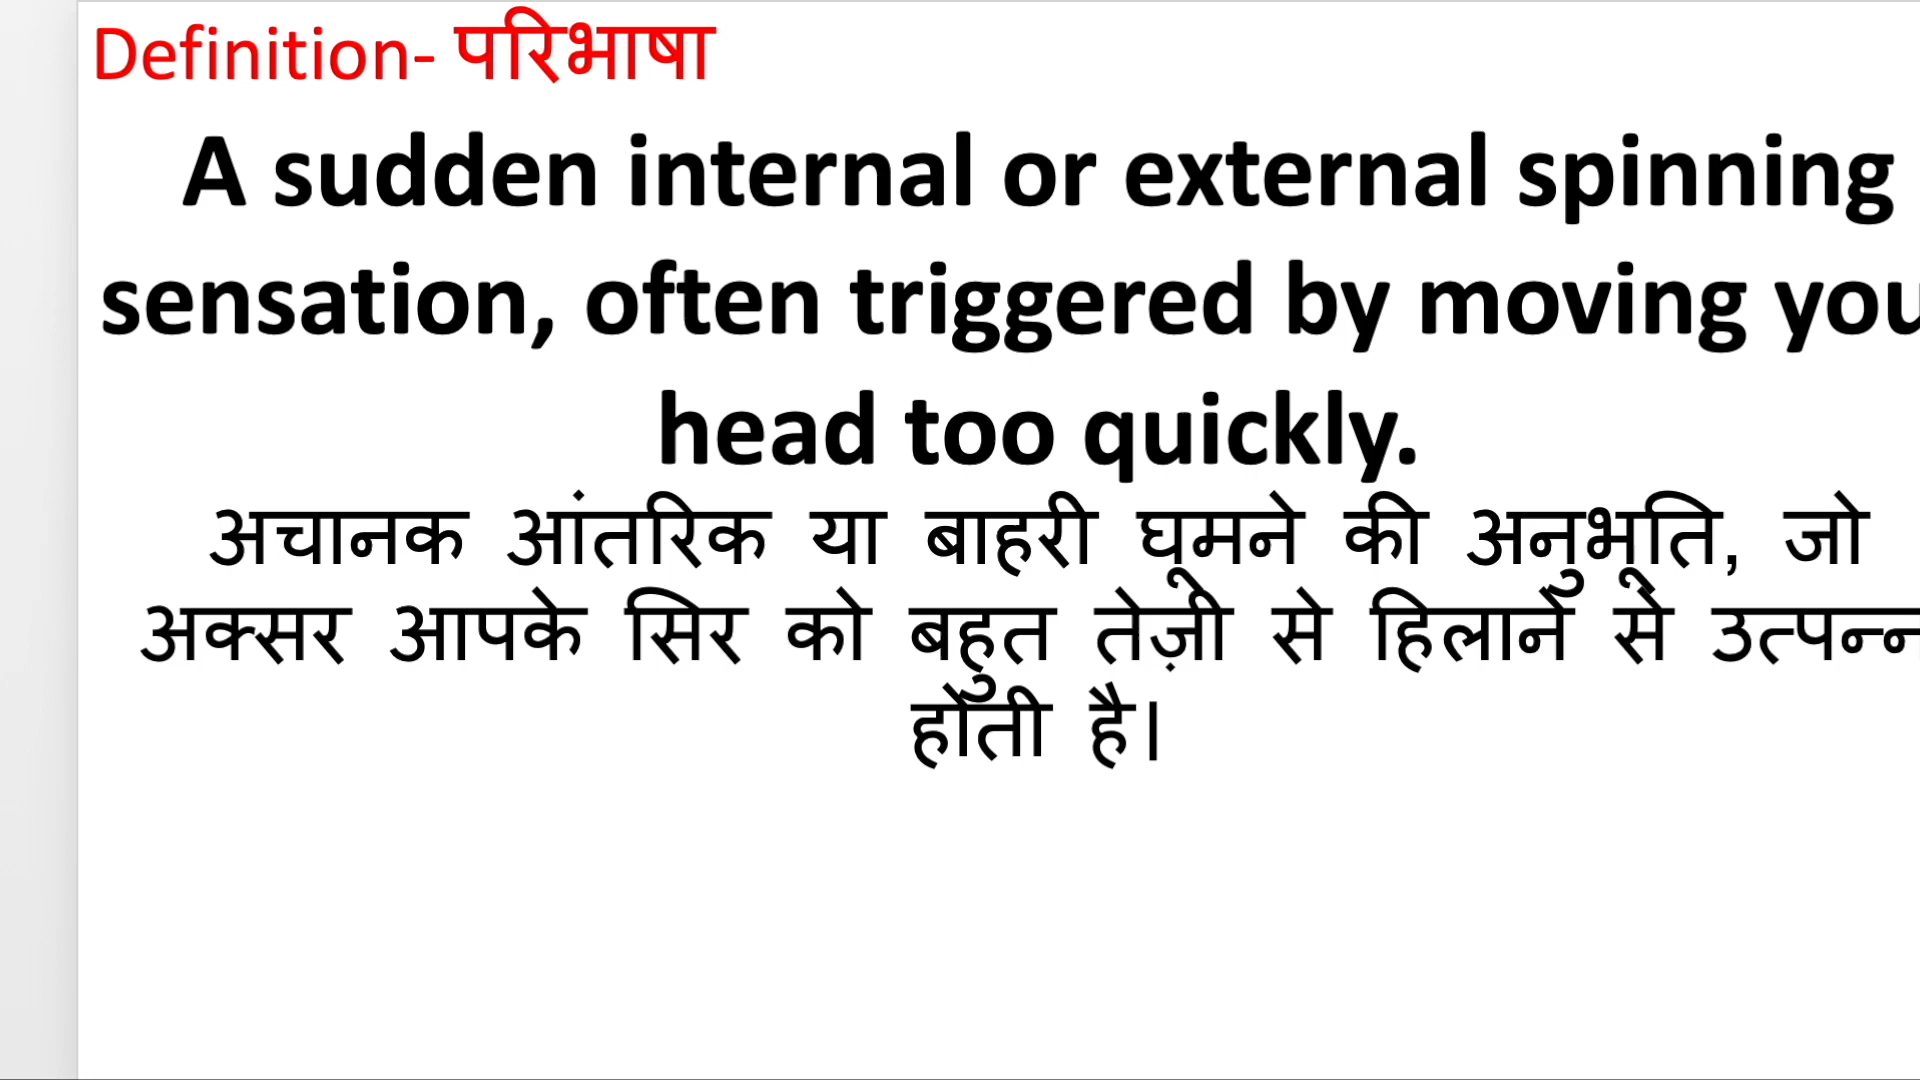 Definition- परिभाषा
A sudden internal or external spinning
sensation, often triggered by moving you
head too quickly.
अचानक आंतरिक या बाहरी घूमने की अनुभूति, जो
अक्सर आपके सिर को बहुत तेज़ी से हिलाने से उत्पन्न
होती है।